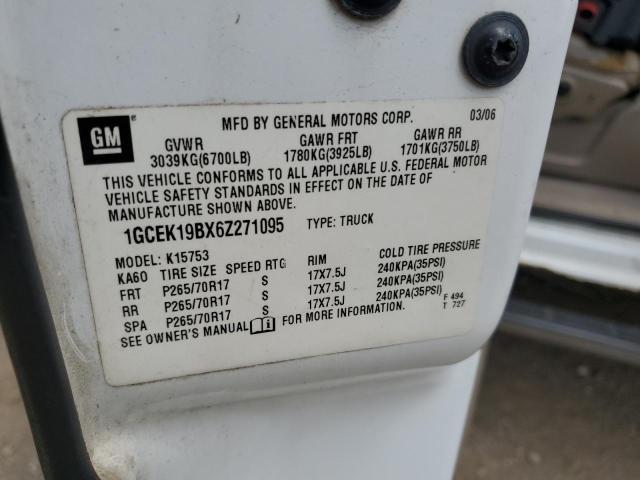 MFD BY GENERAL MOTORS CORP. 03/06
GM
GVWR GAWR FRT GAWR RR
3039KG(6700LB) 1780KG(3925LB) 1701KG(3750LB)
THIS VEHICLE CONFORMS TO ALL APPLICABLE U.S. FEDERAL MOTOR
VEHICLE SAFETY STANDARDS IN EFFECT ON THE DATE OF
MANUFACTURE SHOWN ABOVE.
1GCEK19BX6Z271095 TYPE: TRUCK
MODEL: K15753
KA60 TIRE SIZE SPEED RTG RIM COLD TIRE PRESSURE
FRT P265/70R17 S 17X7.5J 240KPA(35PSI)
RR P265/70R17 S 17X7.5J 240KPA(35PSI)
SPA P265/70R17 S 17X7.5J 240KPA(35PSI)
SEE OWNER'S MANUAL FOR MORE INFORMATION.
F 494
T 727